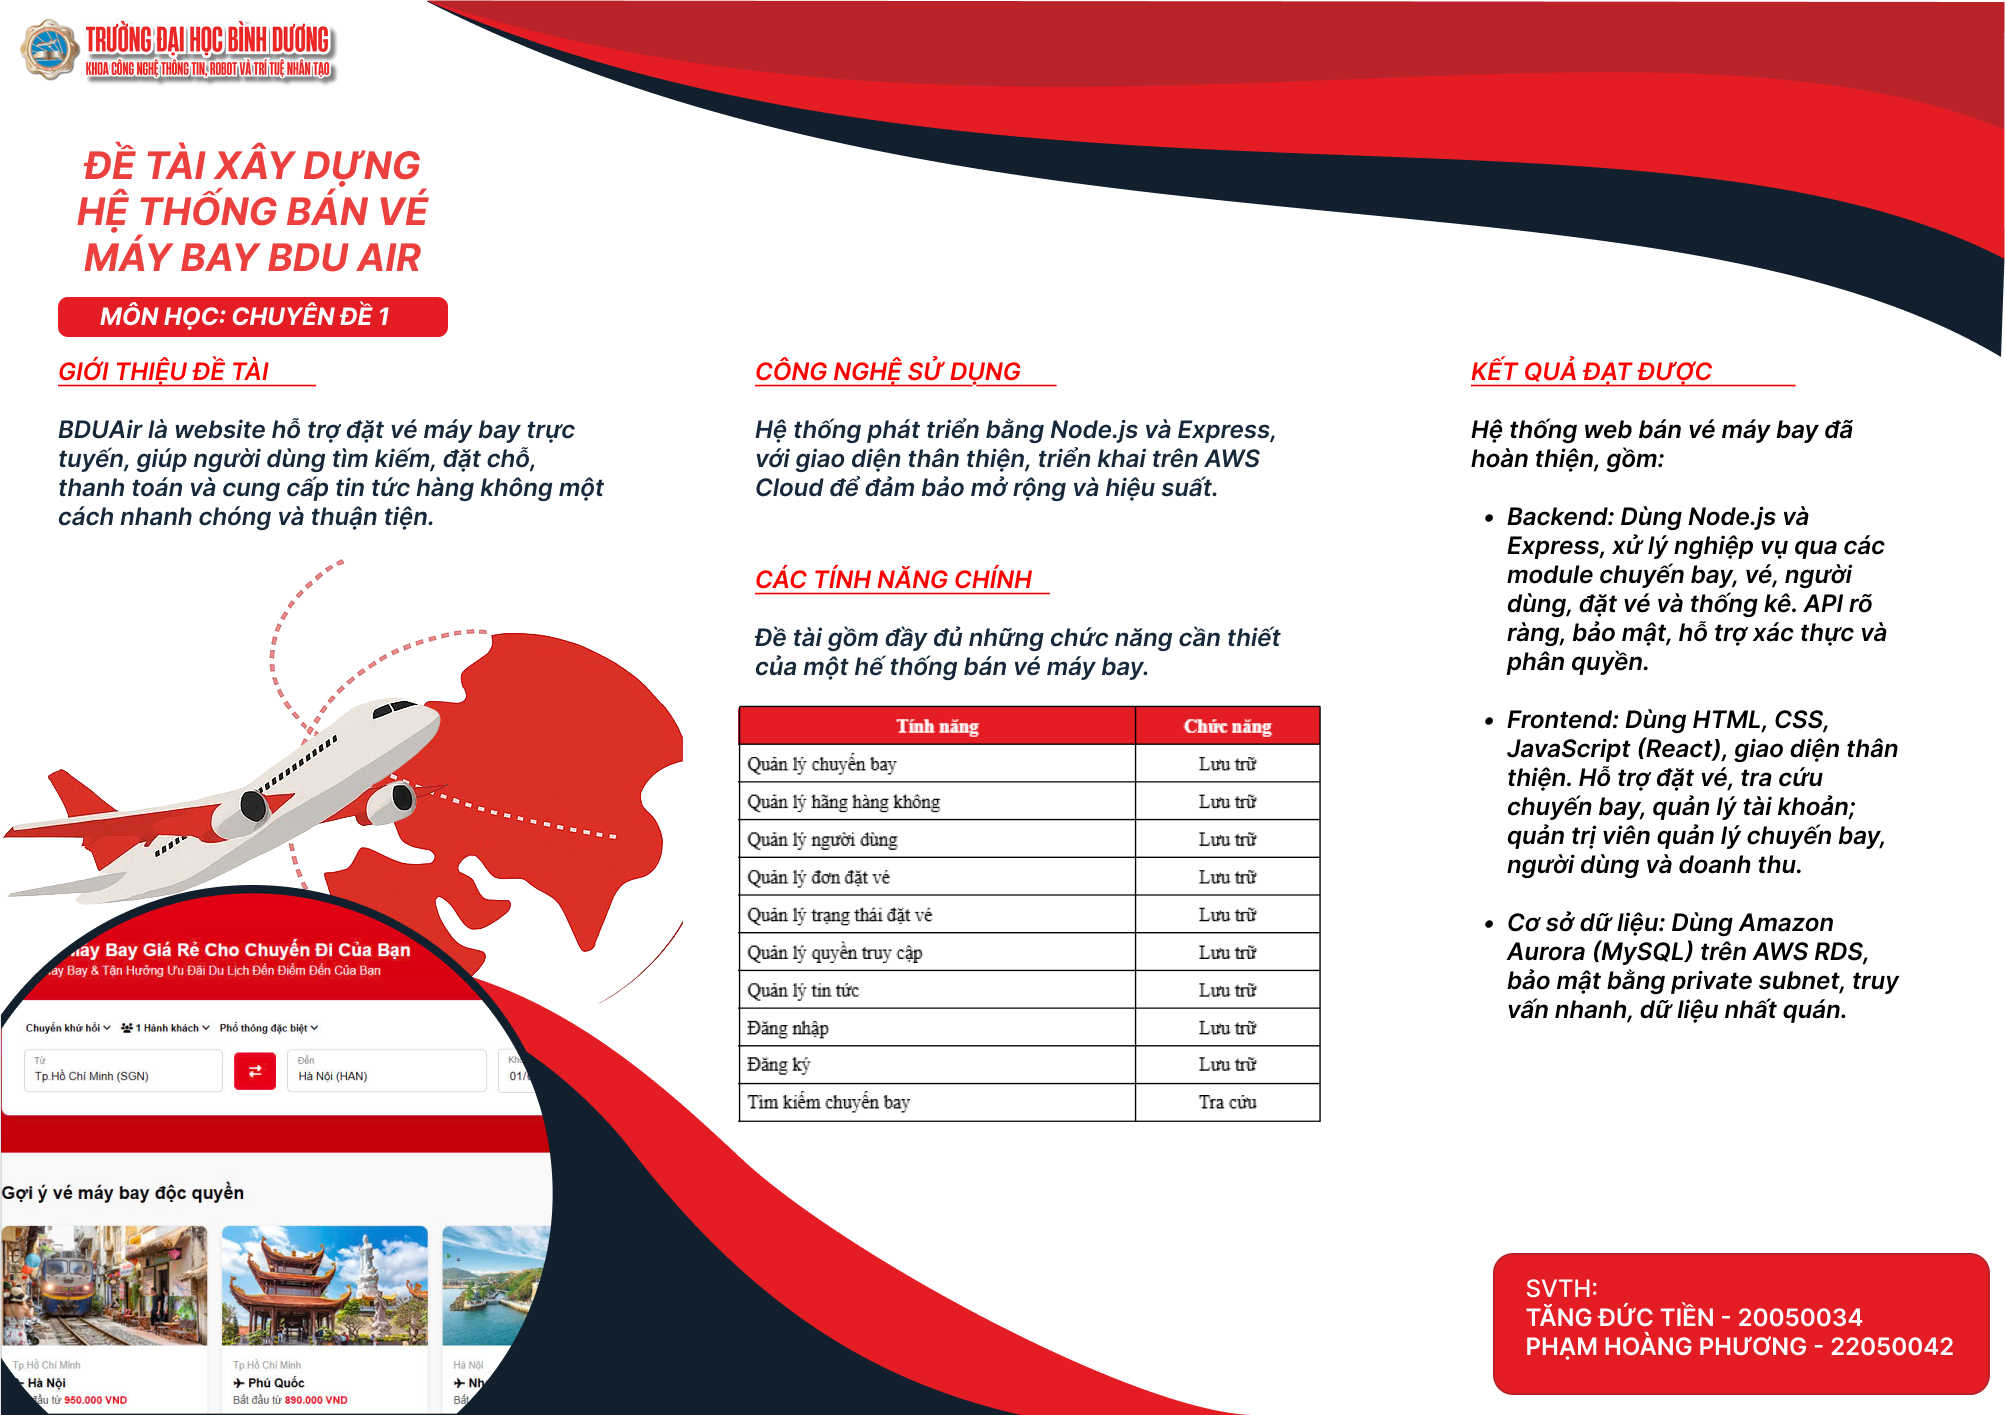 TRƯỜNG ĐẠI HỌC BÌNH DƯƠNG
KHOA CÔNG NGHỆ THÔNG TIN, ROBOT VÀ TRÍ TUỆ NHÂN TẠO
ĐỀ TÀI XÂY DỰNG
HỆ THỐNG BÁN VÉ
MÁY BAY BDU AIR
MÔN HỌC: CHUYÊN ĐỀ 1
GIỚI THIỆU ĐỀ TÀI
BDUAir là website hỗ trợ đặt vé máy bay trực
tuyến, giúp người dùng tìm kiếm, đặt chỗ,
thanh toán và cung cấp tin tức hàng không một
cách nhanh chóng và thuận tiện.
Máy Bay Giá Rẻ Cho Chuyến Đi Của Bạn
Bay & Tận Hưởng Ưu Đãi Du Lịch Đến Điểm Đến Của Bạn
Chuyến khứ hồi 1 Hành khách Phổ thông đặc biệt
Từ
Tp.Hồ Chí Minh (SGN)
Đến
Hà Nội (HAN)
01/
Gợi ý vé máy bay độc quyền
Tp.Hồ Chí Minh
Hà Nội
từ 950.000 VND
Tp.Hồ Chí Minh
Phú Quốc
Bắt đầu từ 890.000 VND
Hà Nội
CÔNG NGHỆ SỬ DỤNG
Hệ thống phát triển bằng Node.js và Express,
với giao diện thân thiện, triển khai trên AWS
Cloud để đảm bảo mở rộng và hiệu suất.
CÁC TÍNH NĂNG CHÍNH
Đề tài gồm đầy đủ những chức năng cần thiết
của một hế thống bán vé máy bay.
Tính năng Chức năng
Quản lý chuyến bay Lưu trữ
Quản lý hãng hàng không Lưu trữ
Quản lý người dùng Lưu trữ
Quản lý đơn đặt vé Lưu trữ
Quản lý trạng thái đặt vé Lưu trữ
Quản lý quyền truy cập Lưu trữ
Quản lý tin tức Lưu trữ
Đăng nhập Lưu trữ
Đăng ký Lưu trữ
Tìm kiếm chuyến bay Tra cứu
KẾT QUẢ ĐẠT ĐƯỢC
Hệ thống web bán vé máy bay đã
hoàn thiện, gồm:
• Backend: Dùng Node.js và
Express, xử lý nghiệp vụ qua các
module chuyến bay, vé, người
dùng, đặt vé và thống kê. API rõ
ràng, bảo mật, hỗ trợ xác thực và
phân quyền.
• Frontend: Dùng HTML, CSS,
JavaScript (React), giao diện thân
thiện. Hỗ trợ đặt vé, tra cứu
chuyến bay, quản lý tài khoản;
quản trị viên quản lý chuyến bay,
người dùng và doanh thu.
• Cơ sở dữ liệu: Dùng Amazon
Aurora (MySQL) trên AWS RDS,
bảo mật bằng private subnet, truy
vấn nhanh, dữ liệu nhất quán.
SVTH:
TĂNG ĐỨC TIỀN - 20050034
PHẠM HOÀNG PHƯƠNG - 22050042